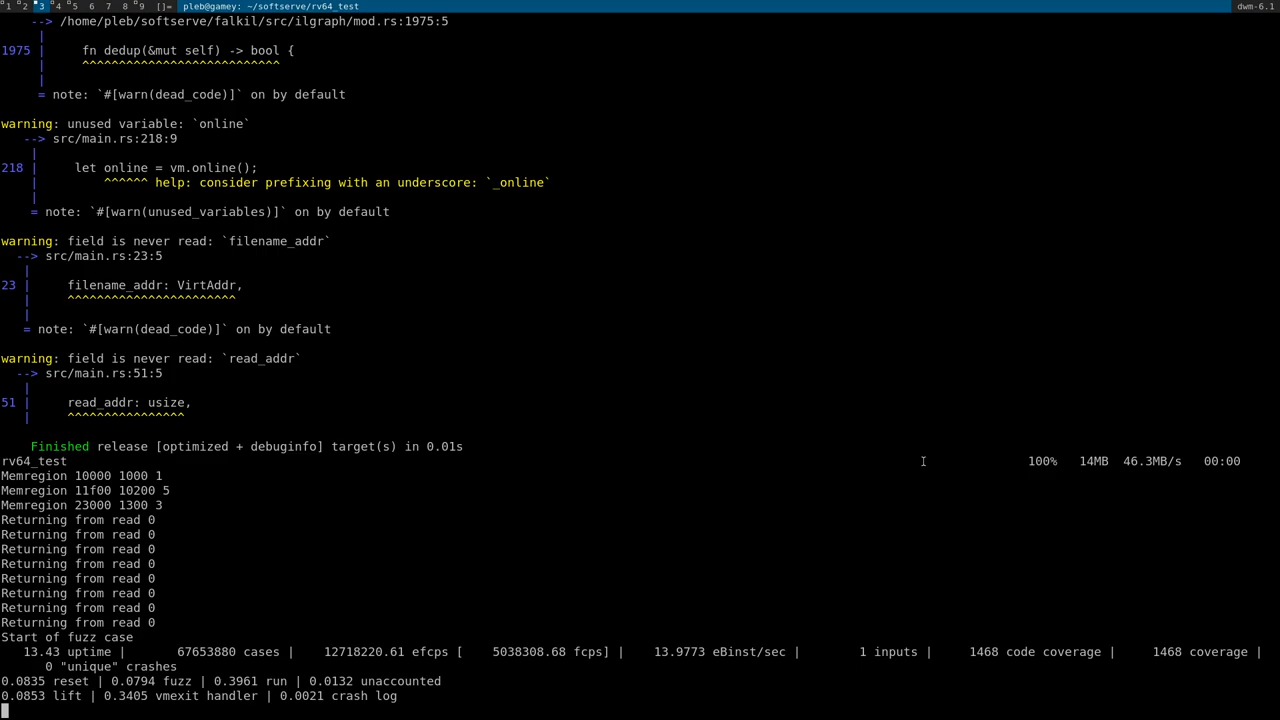 1 2 3 4 5 6 7 8 9 []= pleb@gamey: ~/softserve/rv64_test dwm-6.1
--> /home/pleb/softserve/falkil/src/ilgraph/mod.rs:1975:5
|
1975 | fn dedup(&mut self) -> bool {
| ^^^^^^^^^^^^^^^^^^^^^^^^^^^
|
= note: `#[warn(dead_code)]` on by default
warning: unused variable: `online`
--> src/main.rs:218:9
|
218 | let online = vm.online();
| ^^^^^^ help: consider prefixing with an underscore: `_online`
|
= note: `#[warn(unused_variables)]` on by default
warning: field is never read: `filename_addr`
--> src/main.rs:23:5
|
23 | filename_addr: VirtAddr,
| ^^^^^^^^^^^^^^^^^^^^^^^
|
= note: `#[warn(dead_code)]` on by default
warning: field is never read: `read_addr`
--> src/main.rs:51:5
|
51 | read_addr: usize,
| ^^^^^^^^^^^^^^^^
Finished release [optimized + debuginfo] target(s) in 0.01s
rv64_test 100% 14MB 46.3MB/s 00:00
Memregion 10000 1000 1
Memregion 11f00 10200 5
Memregion 23000 1300 3
Returning from read 0
Returning from read 0
Returning from read 0
Returning from read 0
Returning from read 0
Returning from read 0
Returning from read 0
Returning from read 0
Start of fuzz case
13.43 uptime | 67653880 cases | 12718220.61 efcps [ 5038308.68 fcps] | 13.9773 eBinst/sec | 1 inputs | 1468 code coverage | 1468 coverage |
0 "unique" crashes
0.0835 reset | 0.0794 fuzz | 0.3961 run | 0.0132 unaccounted
0.0853 lift | 0.3405 vmexit handler | 0.0021 crash log